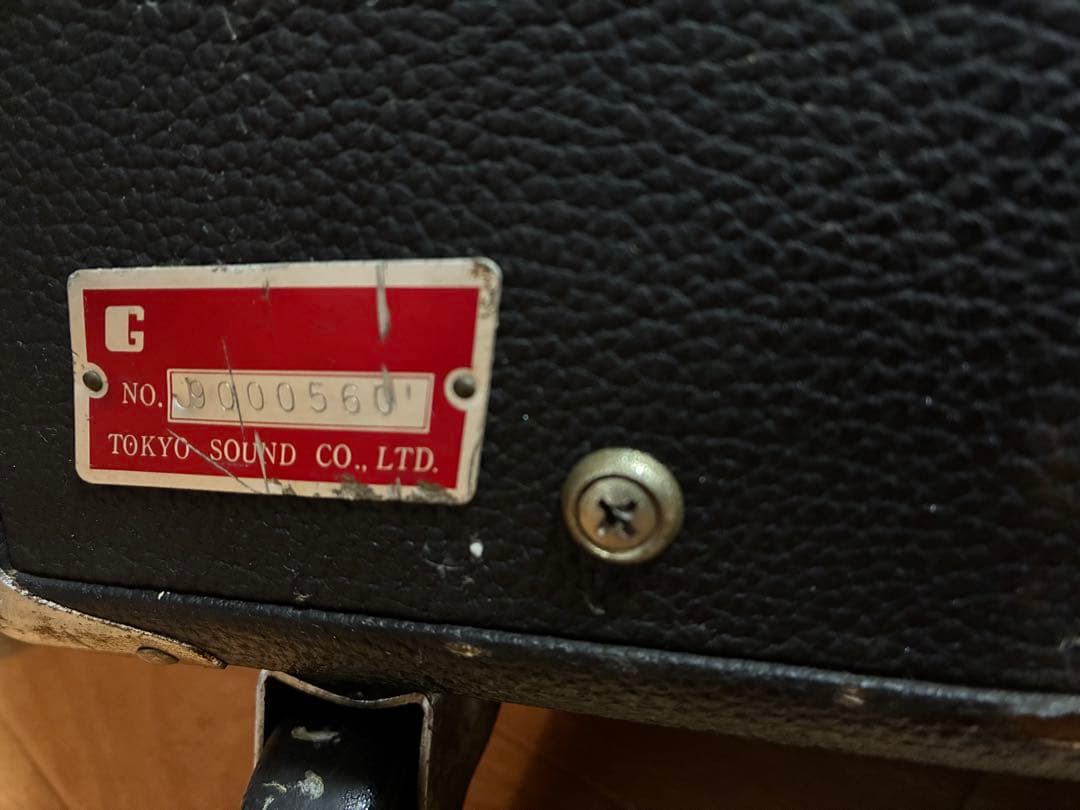 G
NO. 9000560
TOKYO SOUND CO., LTD.